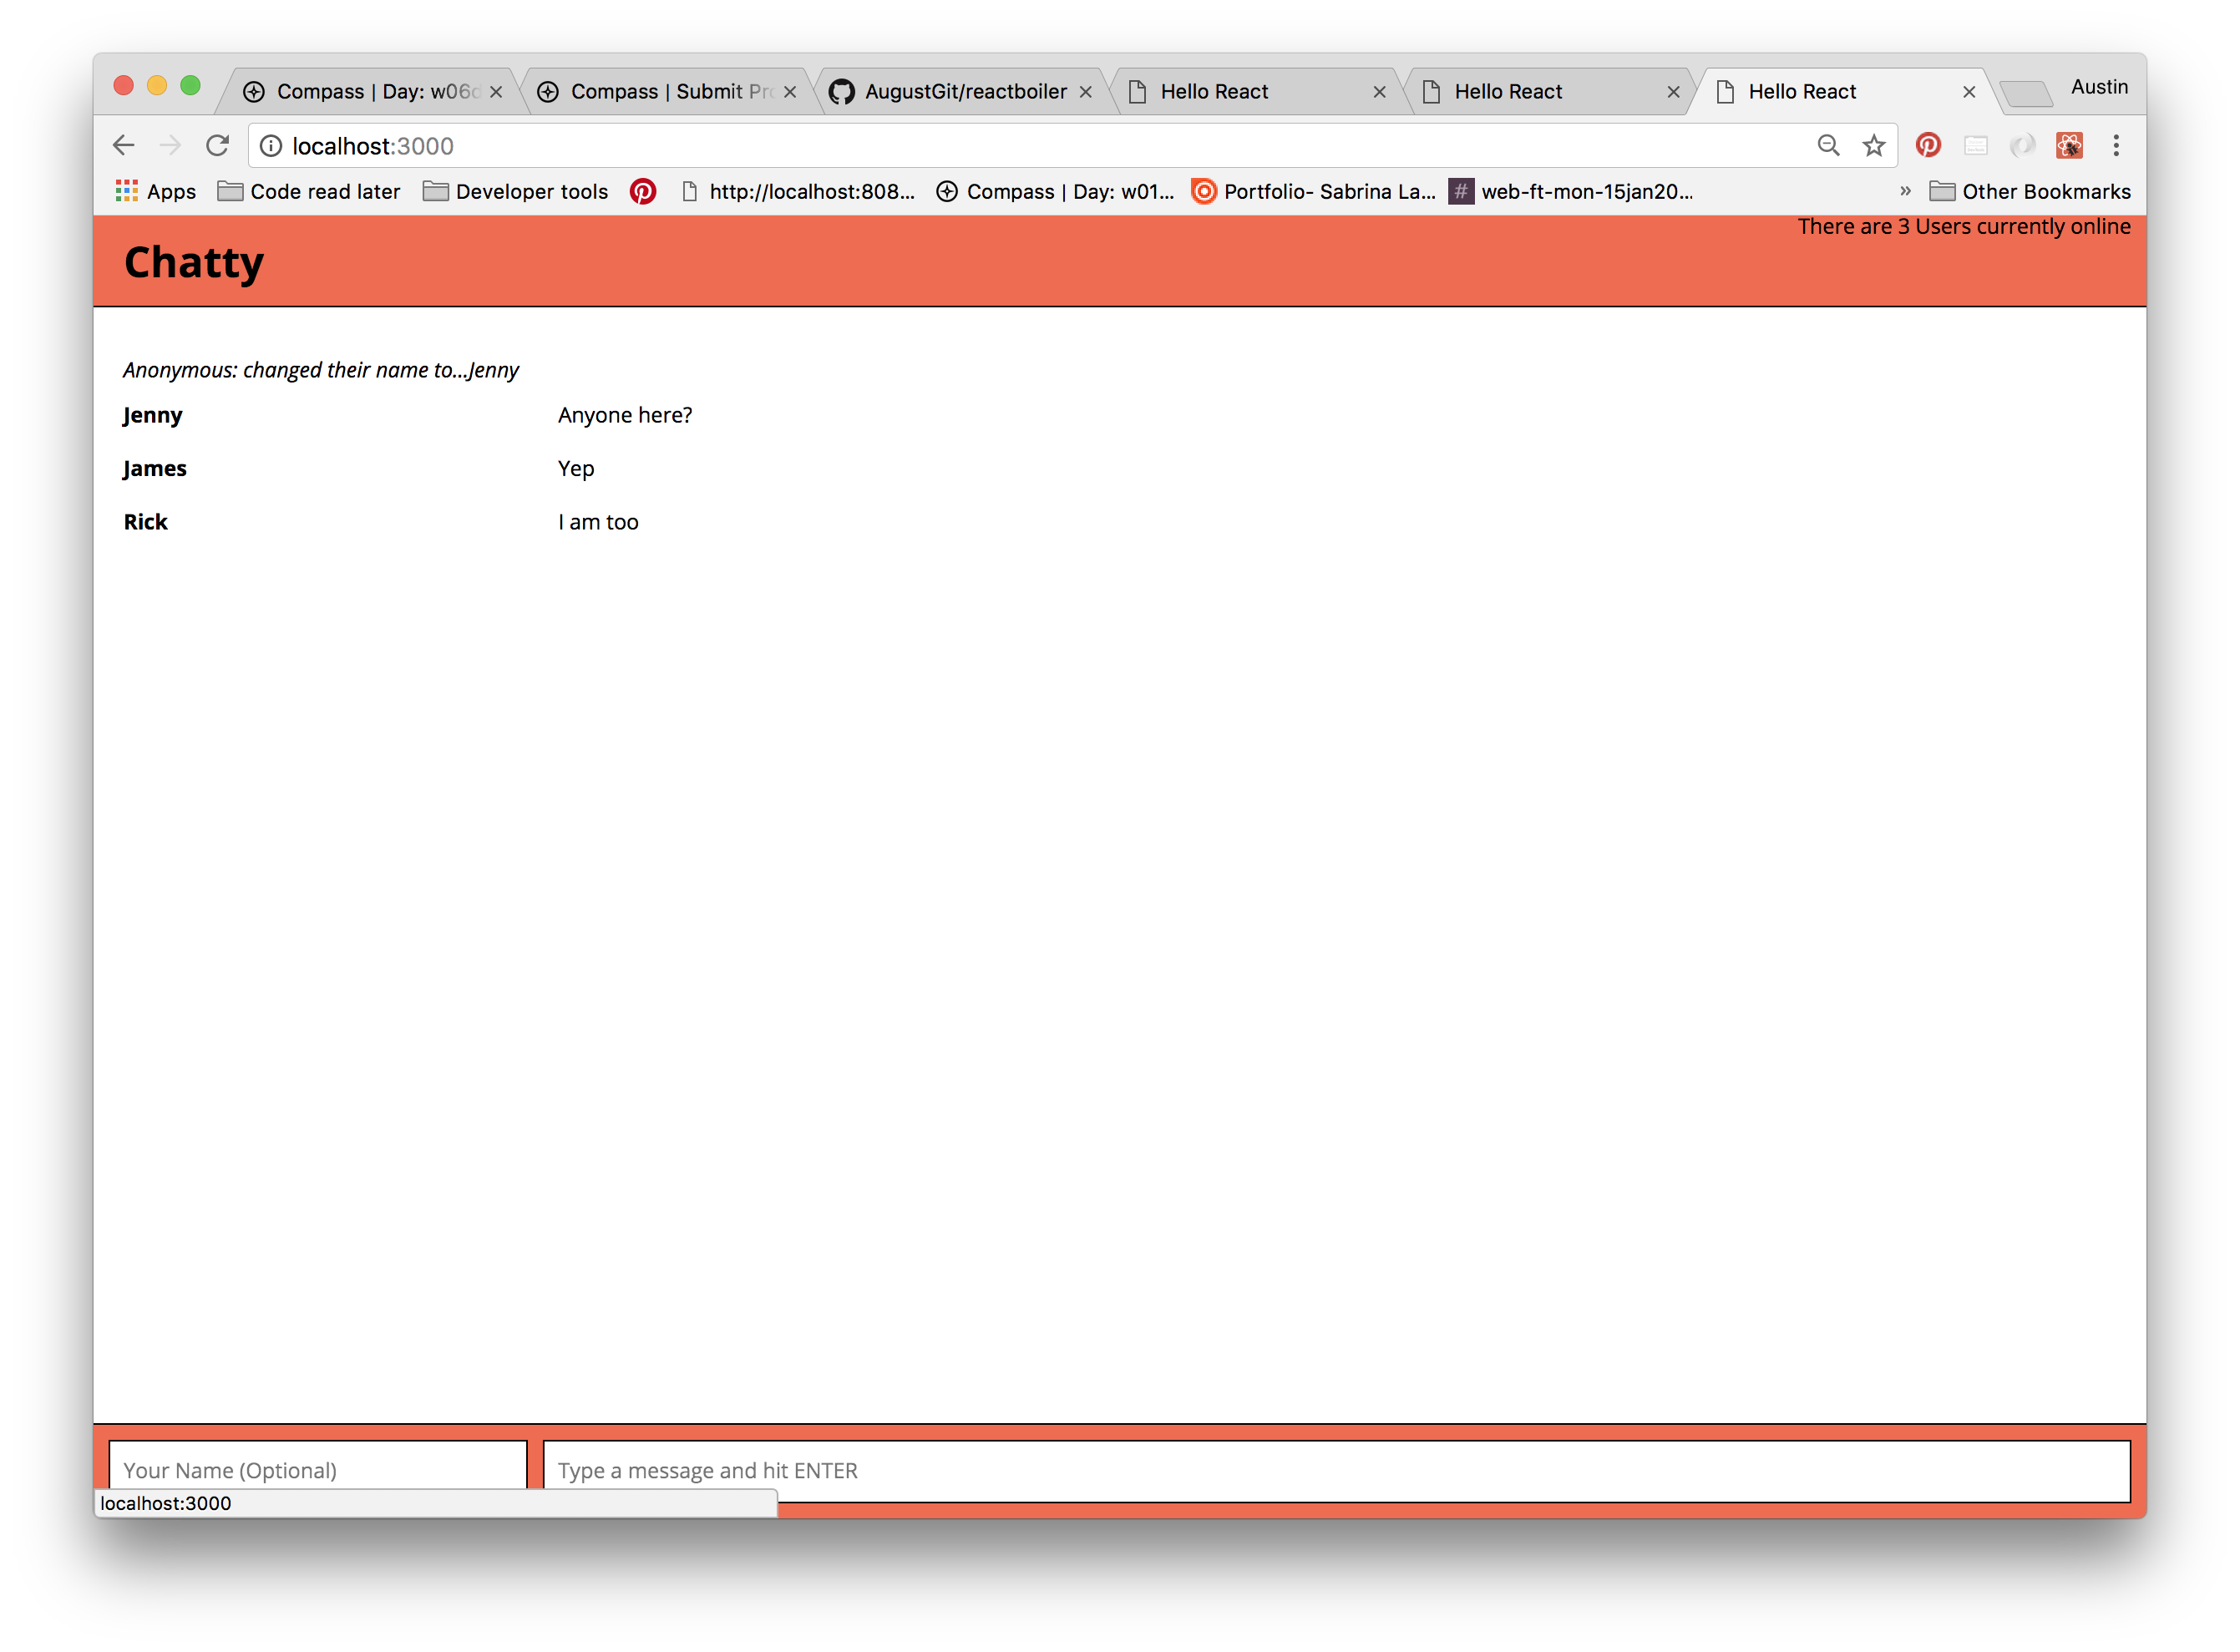 Compass | Day: w06d
Compass | Submit Pro
AugustGit/reactboiler
Hello React
Hello React
Hello React
Austin
localhost:3000
Apps
Code read later
Developer tools
http://localhost:808...
Compass | Day: w01...
Portfolio- Sabrina La...
# web-ft-mon-15jan20...
»
Other Bookmarks
There are 3 Users currently online
Chatty
Anonymous: changed their name to...Jenny
Jenny Anyone here?
James Yep
Rick I am too
Your Name (Optional)
Type a message and hit ENTER
localhost:3000